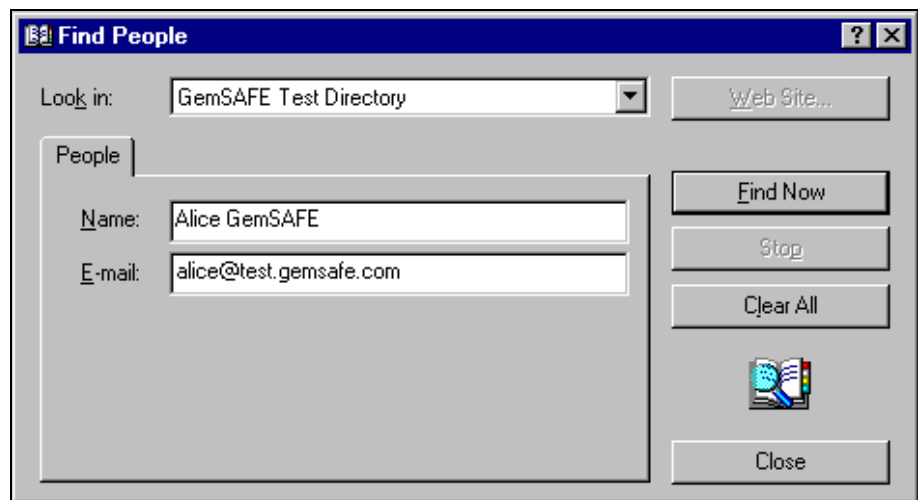 Find People
Look in: GemSAFE Test Directory Web Site...
People
Name: Alice GemSAFE
E-mail: alice@test.gemsafe.com
Find Now
Stop
Clear All
Close